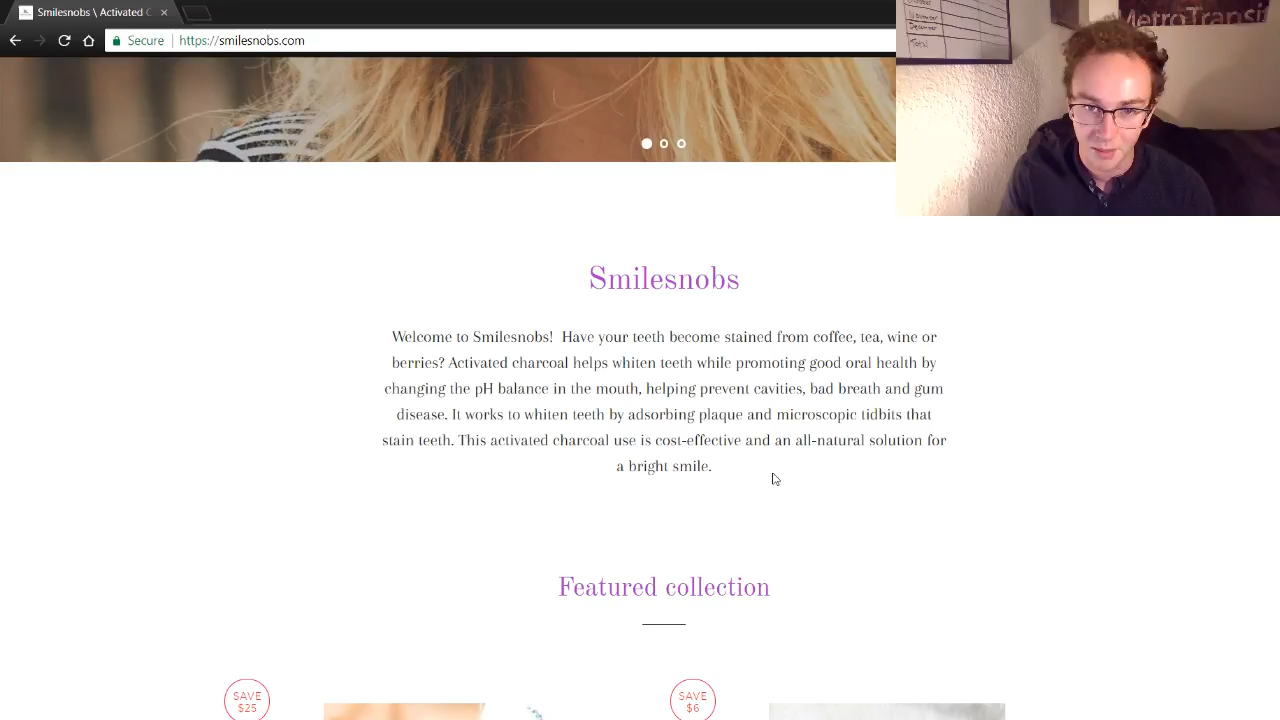 Smilesnobs \ Activated C
Secure
https://smilesnobs.com
December
Total
MetroTransit
Smilesnobs
Welcome to Smilesnobs!  Have your teeth become stained from coffee, tea, wine or
berries? Activated charcoal helps whiten teeth while promoting good oral health by
changing the pH balance in the mouth, helping prevent cavities, bad breath and gum
disease. It works to whiten teeth by adsorbing plaque and microscopic tidbits that
stain teeth. This activated charcoal use is cost-effective and an all-natural solution for
a bright smile.
Featured collection
SAVE
$25
SAVE
$6